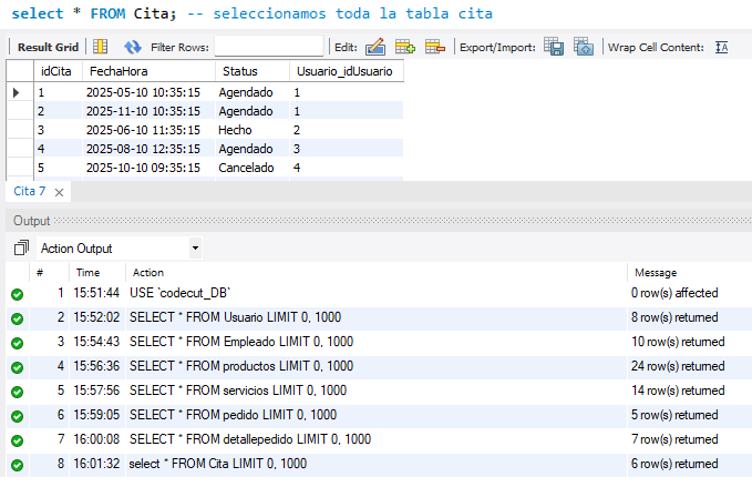 select * FROM Cita; -- seleccionamos toda la tabla cita
Result Grid Filter Rows: Edit: Export/Import: Wrap Cell Content:
idCita FechaHora Status Usuario_idUsuario
1 2025-05-10 10:35:15 Agendado 1
2 2025-11-10 10:35:15 Agendado 1
3 2025-06-10 11:35:15 Hecho 2
4 2025-08-10 12:35:15 Agendado 3
5 2025-10-10 09:35:15 Cancelado 4
Cita 7
Output
Action Output
# Time Action Message
1 15:51:44 USE `codecut_DB` 0 row(s) affected
2 15:52:02 SELECT * FROM Usuario LIMIT 0, 1000 8 row(s) returned
3 15:54:43 SELECT * FROM Empleado LIMIT 0, 1000 10 row(s) returned
4 15:56:36 SELECT * FROM productos LIMIT 0, 1000 24 row(s) returned
5 15:57:56 SELECT * FROM servicios LIMIT 0, 1000 14 row(s) returned
6 15:59:05 SELECT * FROM pedido LIMIT 0, 1000 5 row(s) returned
7 16:00:08 SELECT * FROM detallepedido LIMIT 0, 1000 7 row(s) returned
8 16:01:32 select * FROM Cita LIMIT 0, 1000 6 row(s) returned